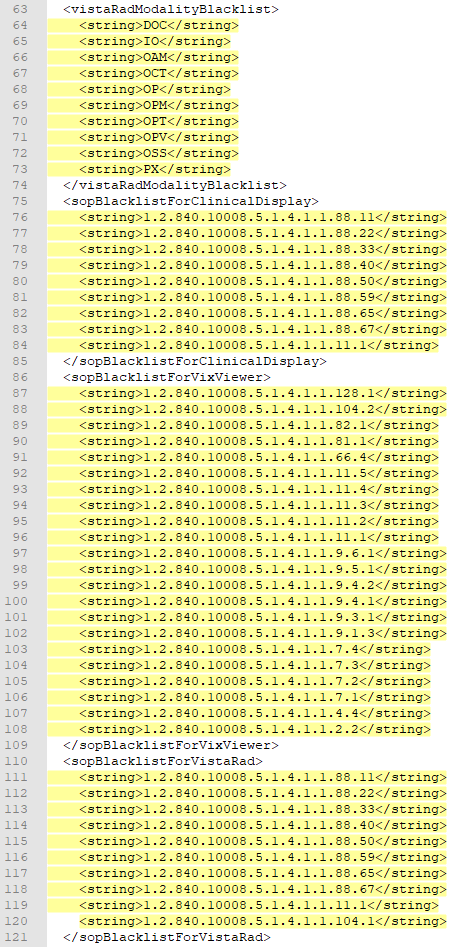 63 <vistaRadModalityBlacklist>
64 <string>DOC</string>
65 <string>IO</string>
66 <string>OAM</string>
67 <string>OCT</string>
68 <string>OP</string>
69 <string>OPM</string>
70 <string>OPT</string>
71 <string>OPV</string>
72 <string>OSS</string>
73 <string>PX</string>
74 </vistaRadModalityBlacklist>
75 <sopBlacklistForClinicalDisplay>
76 <string>1.2.840.10008.5.1.4.1.1.88.11</string>
77 <string>1.2.840.10008.5.1.4.1.1.88.22</string>
78 <string>1.2.840.10008.5.1.4.1.1.88.33</string>
79 <string>1.2.840.10008.5.1.4.1.1.88.40</string>
80 <string>1.2.840.10008.5.1.4.1.1.88.50</string>
81 <string>1.2.840.10008.5.1.4.1.1.88.59</string>
82 <string>1.2.840.10008.5.1.4.1.1.88.65</string>
83 <string>1.2.840.10008.5.1.4.1.1.88.67</string>
84 <string>1.2.840.10008.5.1.4.1.1.11.1</string>
85 </sopBlacklistForClinicalDisplay>
86 <sopBlacklistForVixViewer>
87 <string>1.2.840.10008.5.1.4.1.1.128.1</string>
88 <string>1.2.840.10008.5.1.4.1.1.104.2</string>
89 <string>1.2.840.10008.5.1.4.1.1.82.1</string>
90 <string>1.2.840.10008.5.1.4.1.1.81.1</string>
91 <string>1.2.840.10008.5.1.4.1.1.66.4</string>
92 <string>1.2.840.10008.5.1.4.1.1.11.5</string>
93 <string>1.2.840.10008.5.1.4.1.1.11.4</string>
94 <string>1.2.840.10008.5.1.4.1.1.11.3</string>
95 <string>1.2.840.10008.5.1.4.1.1.11.2</string>
96 <string>1.2.840.10008.5.1.4.1.1.11.1</string>
97 <string>1.2.840.10008.5.1.4.1.1.9.6.1</string>
98 <string>1.2.840.10008.5.1.4.1.1.9.5.1</string>
99 <string>1.2.840.10008.5.1.4.1.1.9.4.2</string>
100 <string>1.2.840.10008.5.1.4.1.1.9.4.1</string>
101 <string>1.2.840.10008.5.1.4.1.1.9.3.1</string>
102 <string>1.2.840.10008.5.1.4.1.1.9.1.3</string>
103 <string>1.2.840.10008.5.1.4.1.1.7.4</string>
104 <string>1.2.840.10008.5.1.4.1.1.7.3</string>
105 <string>1.2.840.10008.5.1.4.1.1.7.2</string>
106 <string>1.2.840.10008.5.1.4.1.1.7.1</string>
107 <string>1.2.840.10008.5.1.4.1.1.4.4</string>
108 <string>1.2.840.10008.5.1.4.1.1.2.2</string>
109 </sopBlacklistForVixViewer>
110 <sopBlacklistForVistaRad>
111 <string>1.2.840.10008.5.1.4.1.1.88.11</string>
112 <string>1.2.840.10008.5.1.4.1.1.88.22</string>
113 <string>1.2.840.10008.5.1.4.1.1.88.33</string>
114 <string>1.2.840.10008.5.1.4.1.1.88.40</string>
115 <string>1.2.840.10008.5.1.4.1.1.88.50</string>
116 <string>1.2.840.10008.5.1.4.1.1.88.59</string>
117 <string>1.2.840.10008.5.1.4.1.1.88.65</string>
118 <string>1.2.840.10008.5.1.4.1.1.88.67</string>
119 <string>1.2.840.10008.5.1.4.1.1.11.1</string>
120 <string>1.2.840.10008.5.1.4.1.1.104.1</string>
121 </sopBlacklistForVistaRad>